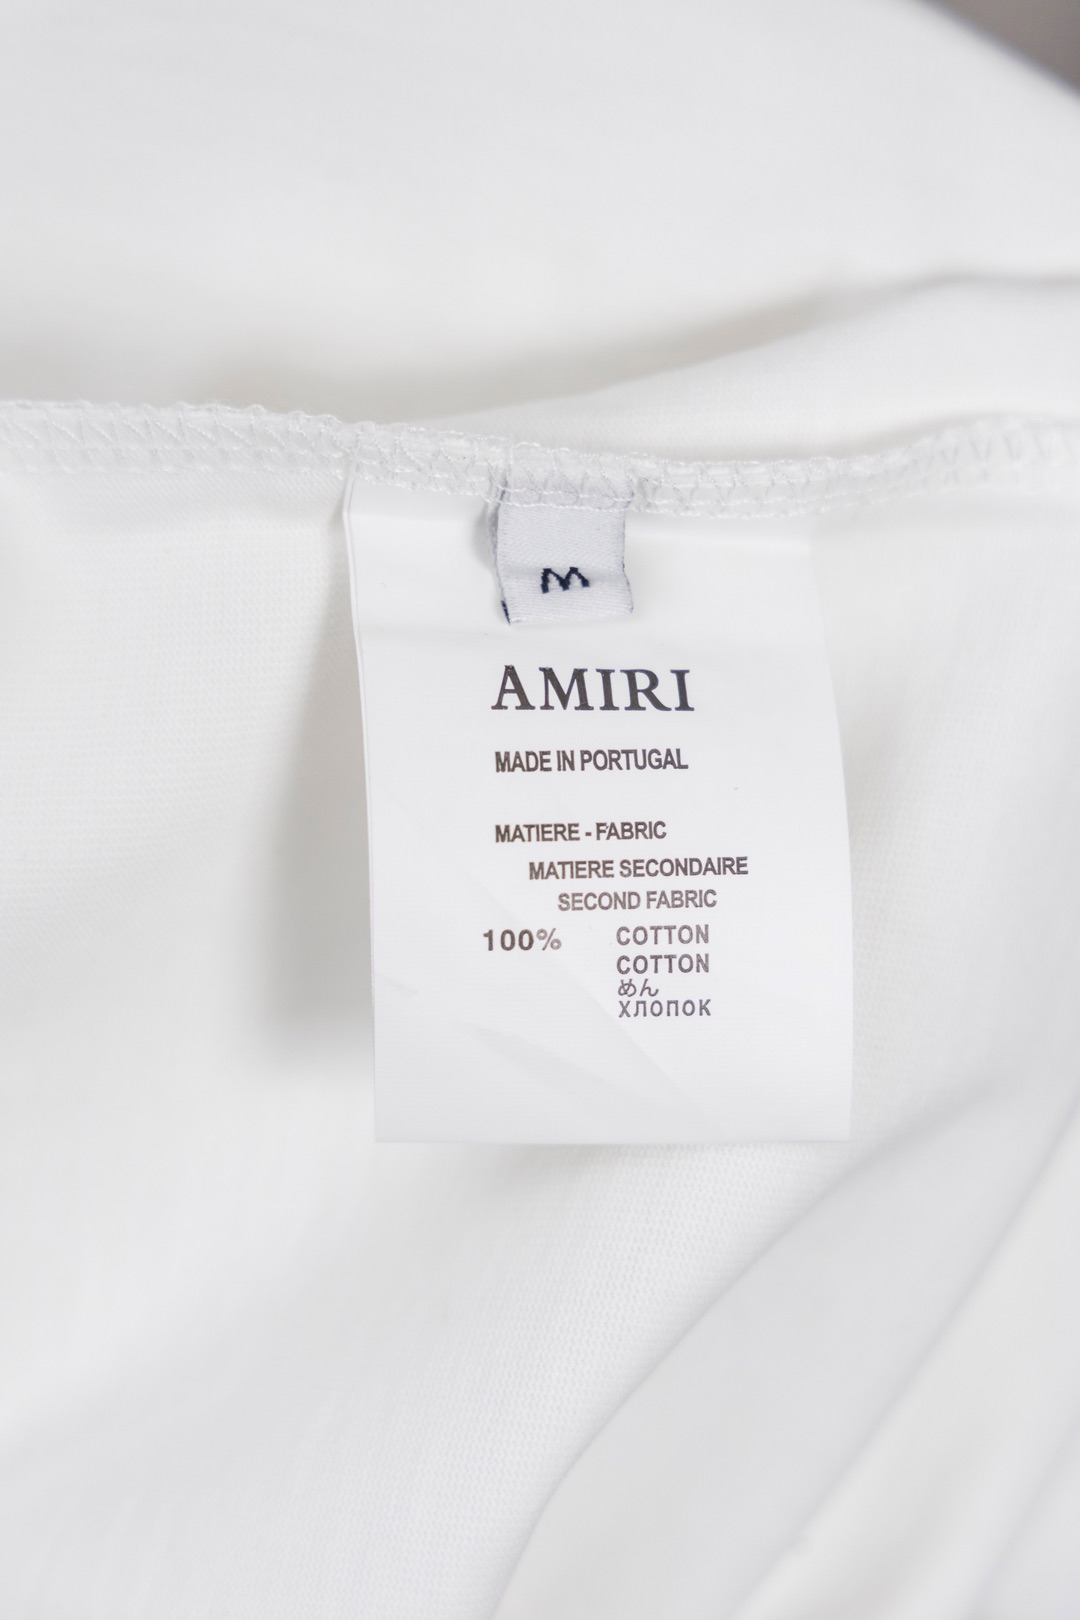 M
AMIRI
MADE IN PORTUGAL
MATIERE - FABRIC
MATIERE SECONDAIRE
SECOND FABRIC
100% COTTON
COTTON
めん
ХЛОПОК